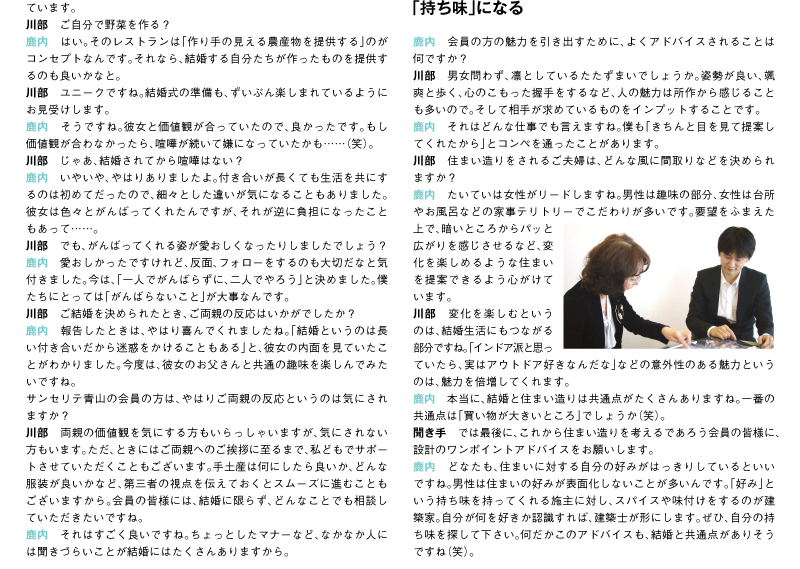 ています。
川部　ご自分で野菜を作る？
鹿内　はい。そのレストランは「作り手の見える農産物を提供する」のが
コンセプトなんです。それなら、結婚する自分たちが作ったものを提供す
るのも良いかなと。
川部　ユニークですね。結婚式の準備も、ずいぶん楽しまれているように
お見受けします。
鹿内　そうですね。彼女と価値観が合っていたので、良かったです。もし
価値観が合わなかったら、喧嘩が続いて嫌になっていたかも……（笑）。
川部　じゃあ、結婚されてから喧嘩はない？
鹿内　いやいや、やはりありましたよ。付き合いが長くても生活を共にす
るのは初めてだったので、細々とした違いが気になることもありました。
彼女は色々とがんばってくれたんですが、それが逆に負担になったこと
もあって……。
川部　でも、がんばってくれる姿が愛おしくなったりしましたでしょう？
鹿内　愛おしかったですけれど、反面、フォローをするのも大切だなと気
付きました。今は、「一人でがんばらずに、二人でやろう」と決めました。僕
たちにとっては「がんばらないこと」が大事なんです。
川部　ご結婚を決められたとき、ご両親の反応はいかがでしたか？
鹿内　報告したときは、やはり喜んでくれましたね。「結婚というのは長
い付き合いだから迷惑をかけることもある」と、彼女の内面を見ていたこ
とがわかりました。今度は、彼女のお父さんと共通の趣味を楽しんでみた
いですね。
サンセリテ青山の会員の方は、やはりご両親の反応というのは気にされ
ますか？
川部　両親の価値観を気にする方もいらっしゃいますが、気にされない
方もいます。ただ、ときにはご両親へのご挨拶に至るまで、私どもでサポー
トさせていただくこともございます。手土産は何にしたら良いか、どんな
服装が良いかなど、第三者の視点を伝えておくとスムーズに進むことも
ございますから。会員の皆様には、結婚に限らず、どんなことでも相談し
ていただきたいですね。
鹿内　それはすごく良いですね。ちょっとしたマナーなど、なかなか人に
は聞きづらいことが結婚にはたくさんありますから。
「持ち味」になる
鹿内　会員の方の魅力を引き出すために、よくアドバイスされることは
何ですか？
川部　男女問わず、凛としているたたずまいでしょうか。姿勢が良い、颯
爽と歩く、心のこもった握手をするなど、人の魅力は所作から感じること
も多いので。そして相手が求めているものをインプットすることです。
鹿内　それはどんな仕事でも言えますね。僕も「きちんと目を見て提案し
てくれたから」とコンペを通ったことがあります。
川部　住まい造りをされるご夫婦は、どんな風に間取りなどを決められ
ますか？
鹿内　たいていは女性がリードしますね。男性は趣味の部分、女性は台所
やお風呂などの家事テリトリーでこだわりが多いです。要望をふまえた
上で、暗いところからパッと
広がりを感じさせるなど、変
化を楽しめるような住まい
を提案できるよう心がけて
います。
川部　変化を楽しむという
のは、結婚生活にもつながる
部分ですね。「インドア派と思っ
ていたら、実はアウトドア好きなんだな」などの意外性のある魅力という
のは、魅力を倍増してくれます。
鹿内　本当に、結婚と住まい造りは共通点がたくさんありますね。一番の
共通点は「買い物が大きいところ」でしょうか（笑）。
聞き手　では最後に、これから住まい造りを考えるであろう会員の皆様に、
設計のワンポイントアドバイスをお願いします。
鹿内　どなたも、住まいに対する自分の好みがはっきりしているといい
ですね。男性は住まいの好みが表面化しないことが多いんです。「好み」と
いう持ち味を持ってくれる施主に対し、スパイスや味付けをするのが建
築家。自分が何を好きか認識すれば、建築士が形にします。ぜひ、自分の持
ち味を探して下さい。何だかこのアドバイスも、結婚と共通点がありそう
ですね（笑）。